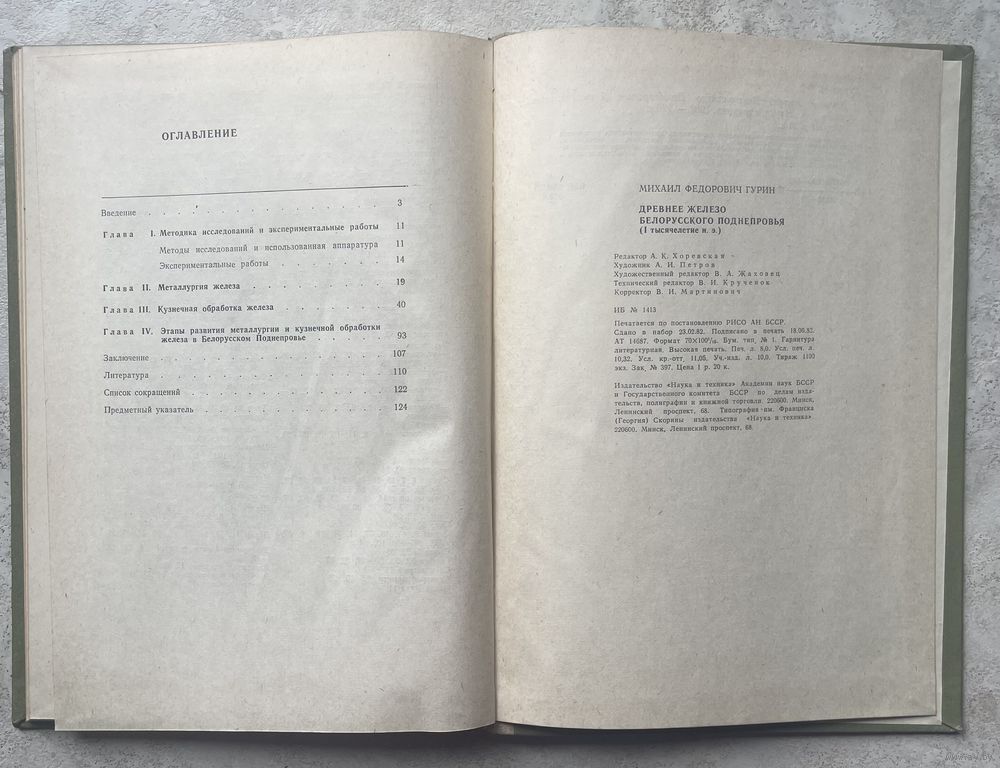 ОГЛАВЛЕНИЕ
Введение . . . . . . . . . . . . . . . . 3
Глава I. Методика исследований и экспериментальные работы 11
Методы исследований и использованная аппаратура 11
Экспериментальные работы . . . . . . . 14
Глава II. Металлургия железа . . . . . . . . . 19
Глава III. Кузнечная обработка железа . . . . . . . 40
Глава IV. Этапы развития металлургии и кузнечной обработки
железа в Белорусском Поднепровье . . . . . 93
Заключение . . . . . . . . . . . . . . . 107
Литература . . . . . . . . . . . . . . . 110
Список сокращений . . . . . . . . . . . . . 122
Предметный указатель . . . . . . . . . . . . 124
МИХАИЛ ФЕДОРОВИЧ ГУРИН
ДРЕВНЕЕ ЖЕЛЕЗО
БЕЛОРУССКОГО ПОДНЕПРОВЬЯ
(I тысячелетие н. э.)
Редактор А. К. Хоревская
Художник А. И. Петров
Художественный редактор В. А. Жаховец
Технический редактор В. И. Крученок
Корректор В. И. Мартинович
ИБ № 1413
Печатается по постановлению РИСО АН БССР.
Сдано в набор 23.02.82. Подписано в печать 18.06.82.
АТ 14687. Формат 70×100¹/₁₆. Бум. тип. № 1. Гарнитура
литературная. Высокая печать. Печ. л. 8,0. Усл. печ. л.
10,32. Усл. кр.-отт. 11,05. Уч.-изд. л. 10,0. Тираж 1100
экз. Зак. № 397. Цена 1 р. 20 к.
Издательство «Наука и техника» Академии наук БССР
и Государственного комитета БССР по делам изда-
тельств, полиграфии и книжной торговли. 220600. Минск,
Ленинский проспект, 68. Типография им. Франциска
(Георгия) Скорины издательства «Наука и техника».
220600. Минск, Ленинский проспект, 68.